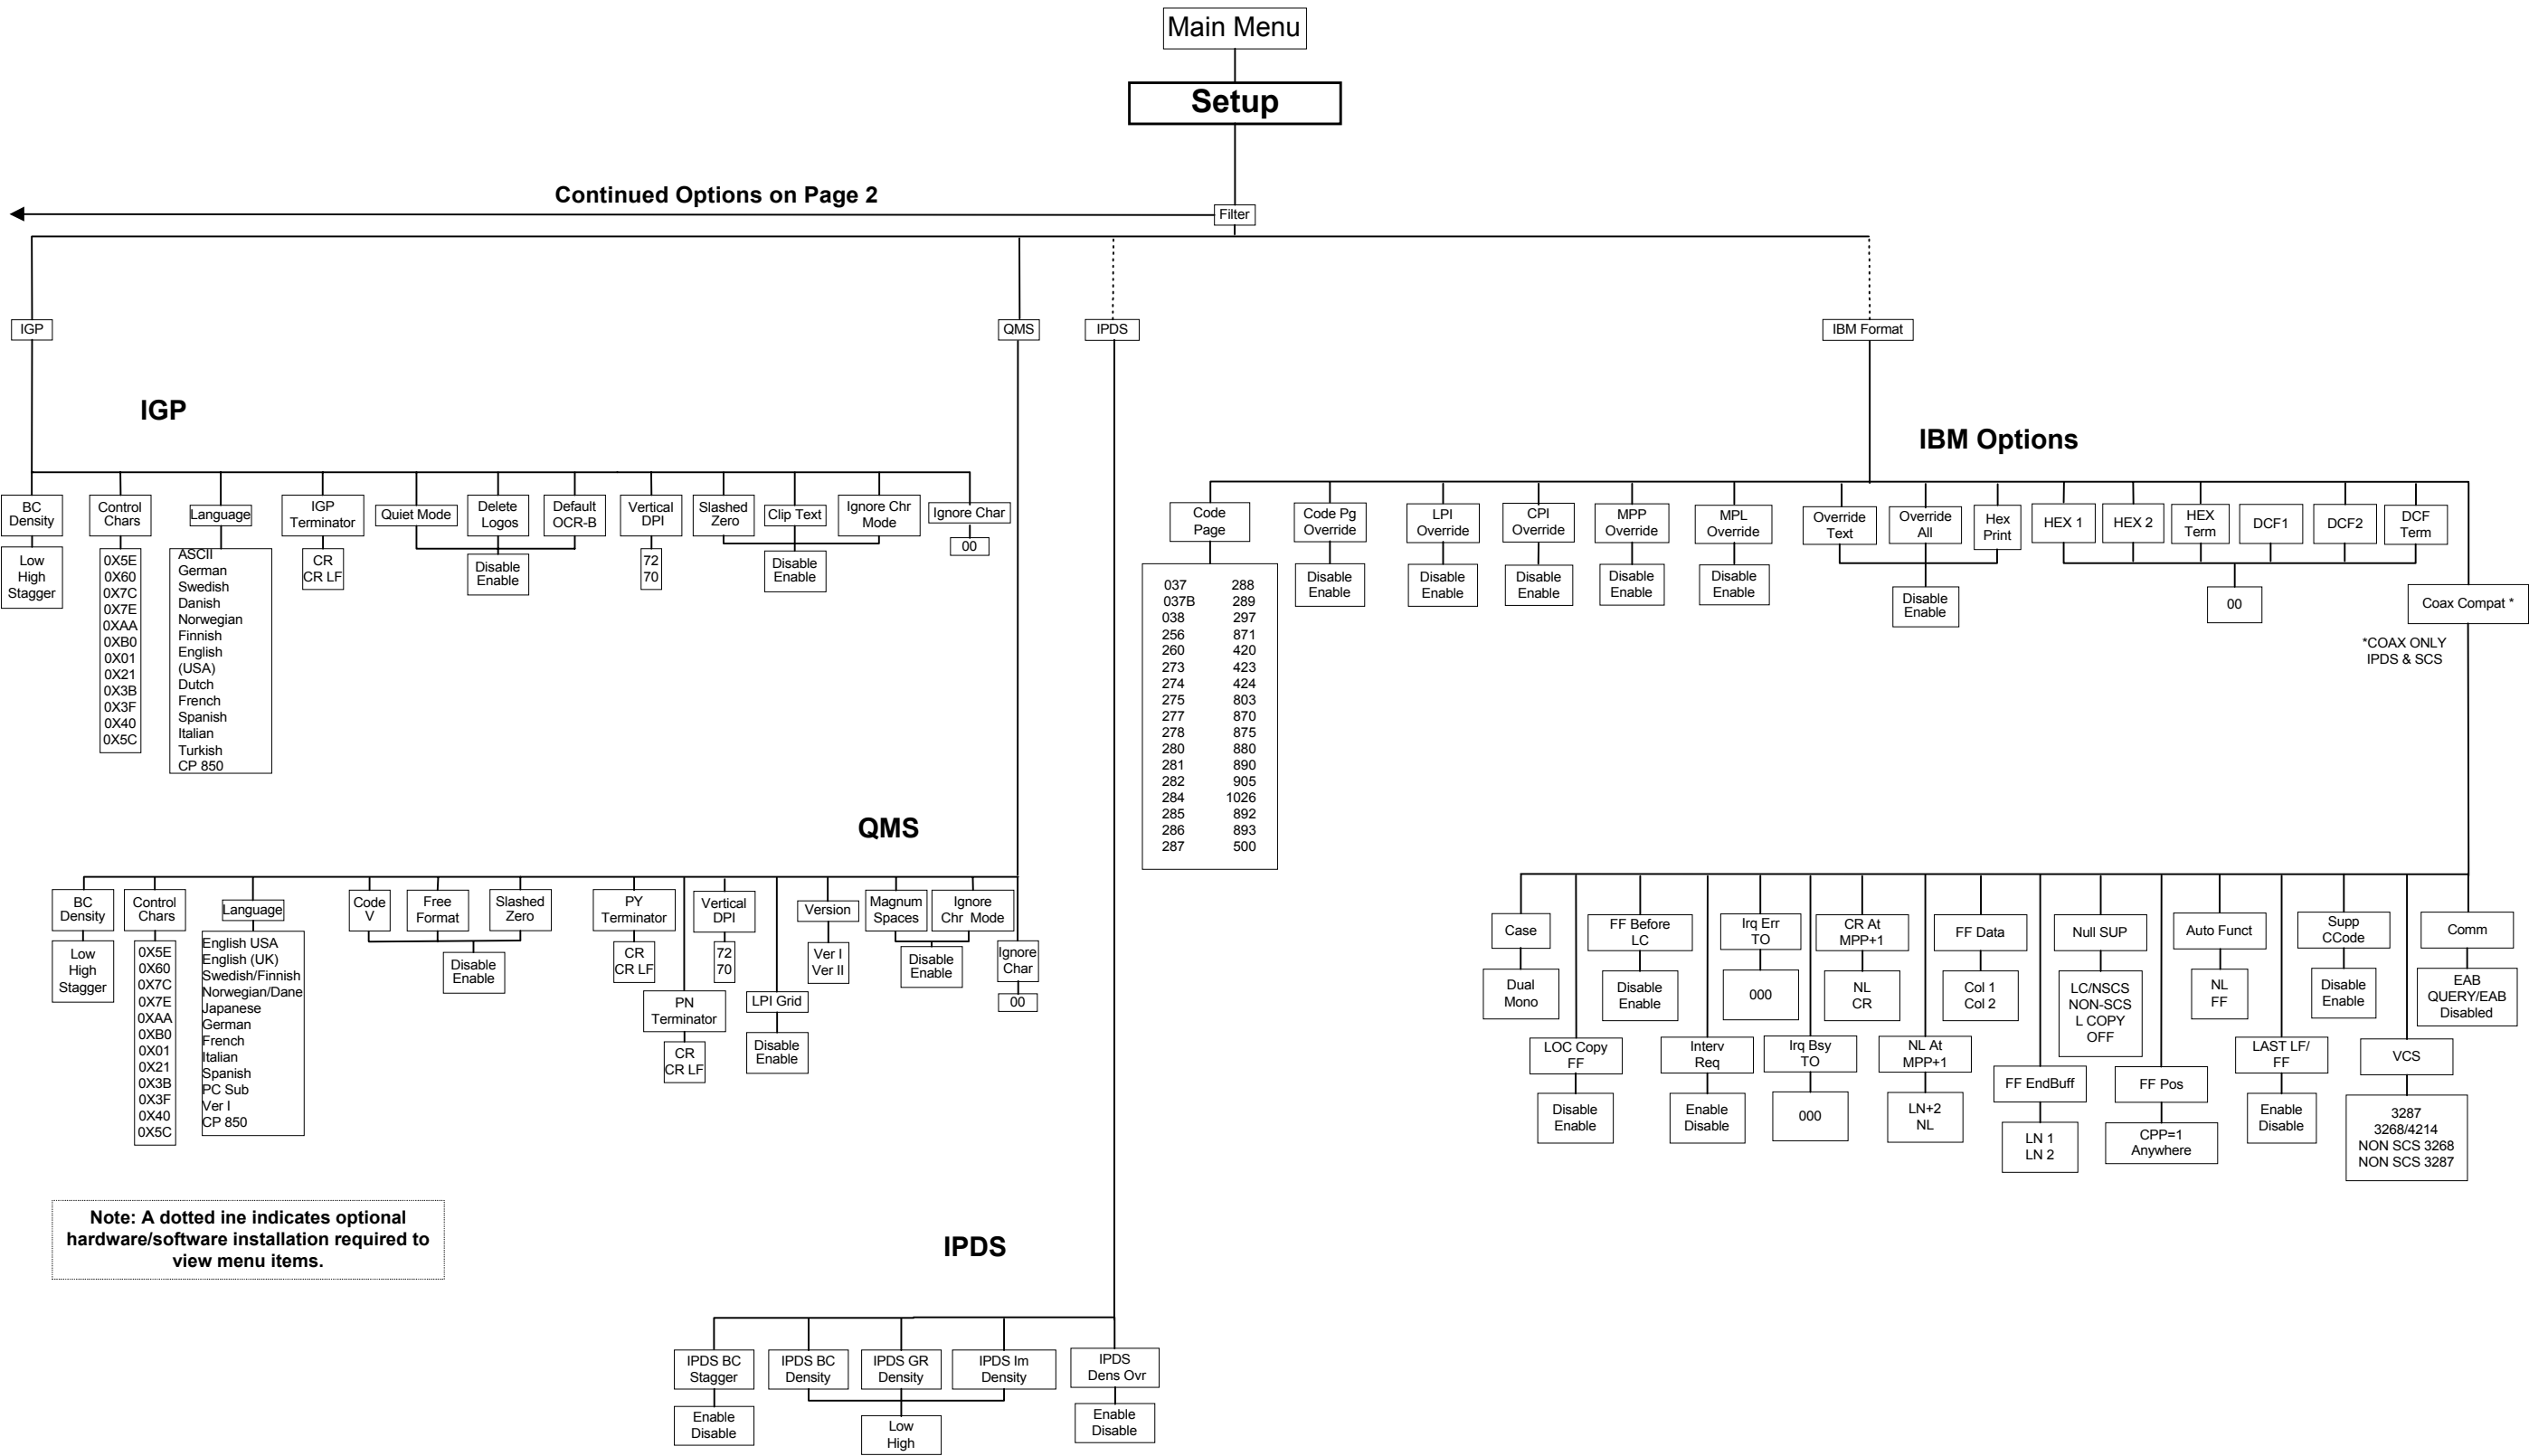 Main Menu
Setup
Continued Options on Page 2
Filter
IGP
QMS
IPDS
IBM Format
IGP
BC
Density
Low
High
Stagger
Control
Chars
0X5E
0X60
0X7C
0X7E
0XAA
0XB0
0X01
0X21
0X3B
0X3F
0X40
0X5C
Language
ASCII
German
Swedish
Danish
Norwegian
Finnish
English
(USA)
Dutch
French
Spanish
Italian
Turkish
CP 850
IGP
Terminator
CR
CR LF
Quiet Mode
Delete
Logos
Default
OCR-B
Disable
Enable
Vertical
DPI
72
70
Slashed
Zero
Clip Text
Ignore Chr
Mode
Disable
Enable
Ignore Char
00
IBM Options
Code
Page
037 288
037B 289
038 297
256 871
260 420
273 423
274 424
275 803
277 870
278 875
280 880
281 890
282 905
284 1026
285 892
286 893
287 500
Code Pg
Override
Disable
Enable
LPI
Override
Disable
Enable
CPI
Override
Disable
Enable
MPP
Override
Disable
Enable
MPL
Override
Disable
Enable
Override
Text
Override
All
Hex
Print
Disable
Enable
HEX 1
HEX 2
HEX
Term
DCF1
DCF2
DCF
Term
00
Coax Compat *
*COAX ONLY
IPDS & SCS
QMS
BC
Density
Low
High
Stagger
Control
Chars
0X5E
0X60
0X7C
0X7E
0XAA
0XB0
0X01
0X21
0X3B
0X3F
0X40
0X5C
Language
English USA
English (UK)
Swedish/Finnish
Norwegian/Dane
Japanese
German
French
Italian
Spanish
PC Sub
Ver I
CP 850
Code
V
Free
Format
Slashed
Zero
Disable
Enable
PY
Terminator
CR
CR LF
PN
Terminator
CR
CR LF
Vertical
DPI
72
70
LPI Grid
Disable
Enable
Version
Ver I
Ver II
Magnum
Spaces
Ignore
Chr Mode
Disable
Enable
Ignore
Char
00
Case
Dual
Mono
LOC Copy
FF
Disable
Enable
FF Before
LC
Disable
Enable
Interv
Req
Enable
Disable
Irq Err
TO
000
Irq Bsy
TO
000
CR At
MPP+1
NL
CR
NL At
MPP+1
LN+2
NL
FF Data
Col 1
Col 2
FF EndBuff
LN 1
LN 2
Null SUP
LC/NSCS
NON-SCS
L COPY
OFF
FF Pos
CPP=1
Anywhere
Auto Funct
NL
FF
LAST LF/
FF
Enable
Disable
Supp
CCode
Disable
Enable
VCS
3287
3268/4214
NON SCS 3268
NON SCS 3287
Comm
EAB
QUERY/EAB
Disabled
Note: A dotted ine indicates optional
hardware/software installation required to
view menu items.
IPDS
IPDS BC
Stagger
Enable
Disable
IPDS BC
Density
IPDS GR
Density
IPDS Im
Density
Low
High
IPDS
Dens Ovr
Enable
Disable